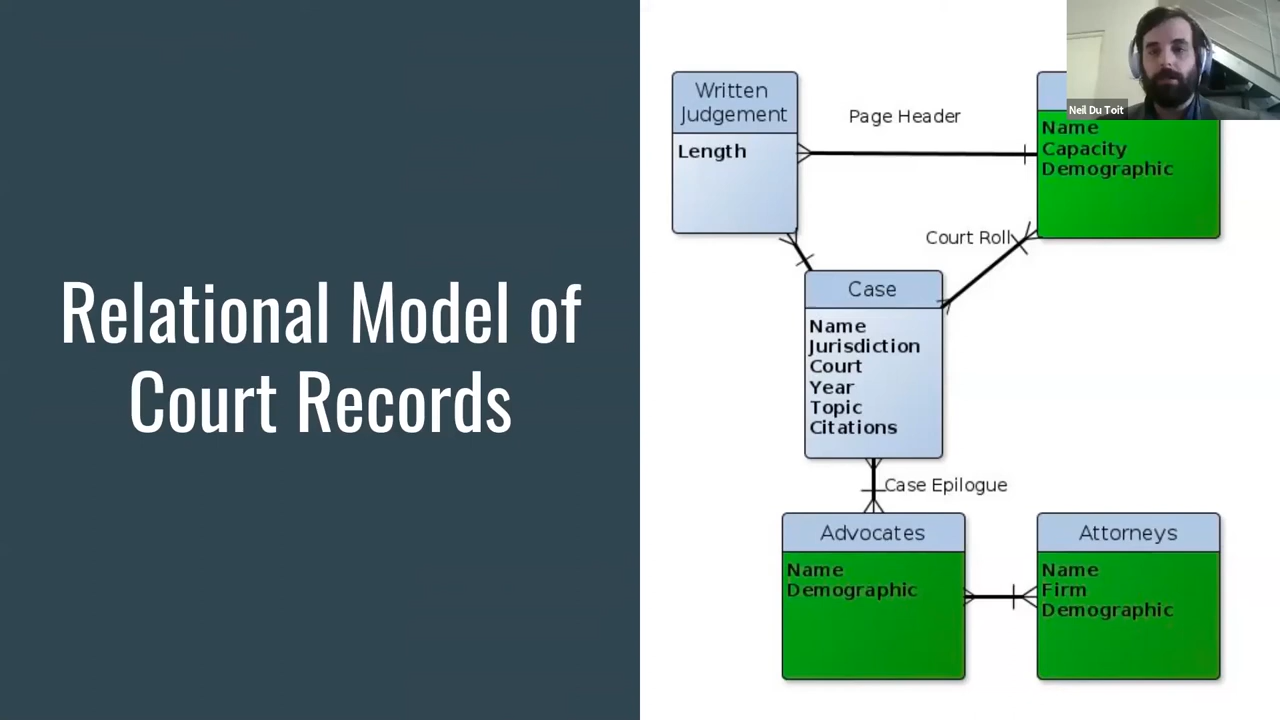 Relational Model of
Court Records
Written
Judgement
Length
Page Header
Neil Du Toit
Name
Capacity
Demographic
Court Roll
Case
Name
Jurisdiction
Court
Year
Topic
Citations
Case Epilogue
Advocates
Name
Demographic
Attorneys
Name
Firm
Demographic